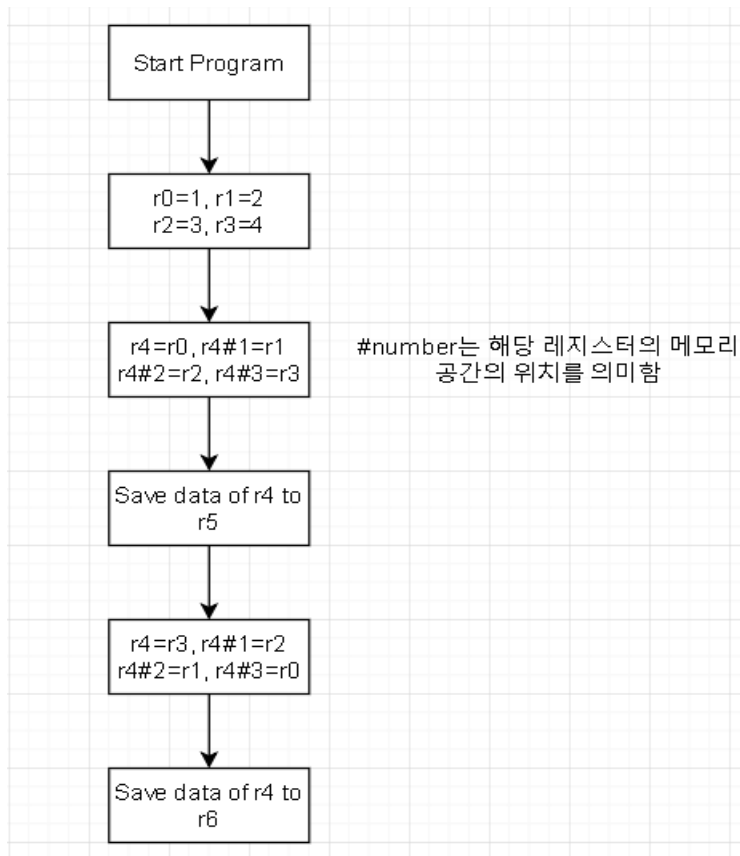 Start Program
r0=1, r1=2
r2=3, r3=4
r4=r0, r4#1=r1
r4#2=r2, r4#3=r3
#number는 해당 레지스터의 메모리
공간의 위치를 의미함
Save data of r4 to
r5
r4=r3, r4#1=r2
r4#2=r1, r4#3=r0
Save data of r4 to
r6